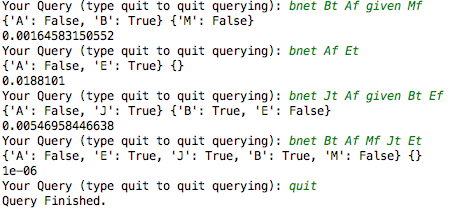 Your Query (type quit to quit querying): bnet Bt Af given Mf
{'A': False, 'B': True} {'M': False}
0.00164583150552
Your Query (type quit to quit querying): bnet Af Et
{'A': False, 'E': True} {}
0.0188101
Your Query (type quit to quit querying): bnet Jt Af given Bt Ef
{'A': False, 'J': True} {'B': True, 'E': False}
0.00546958446638
Your Query (type quit to quit querying): bnet Bt Af Mf Jt Et
{'A': False, 'E': True, 'J': True, 'B': True, 'M': False} {}
1e-06
Your Query (type quit to quit querying): quit
Query Finished.